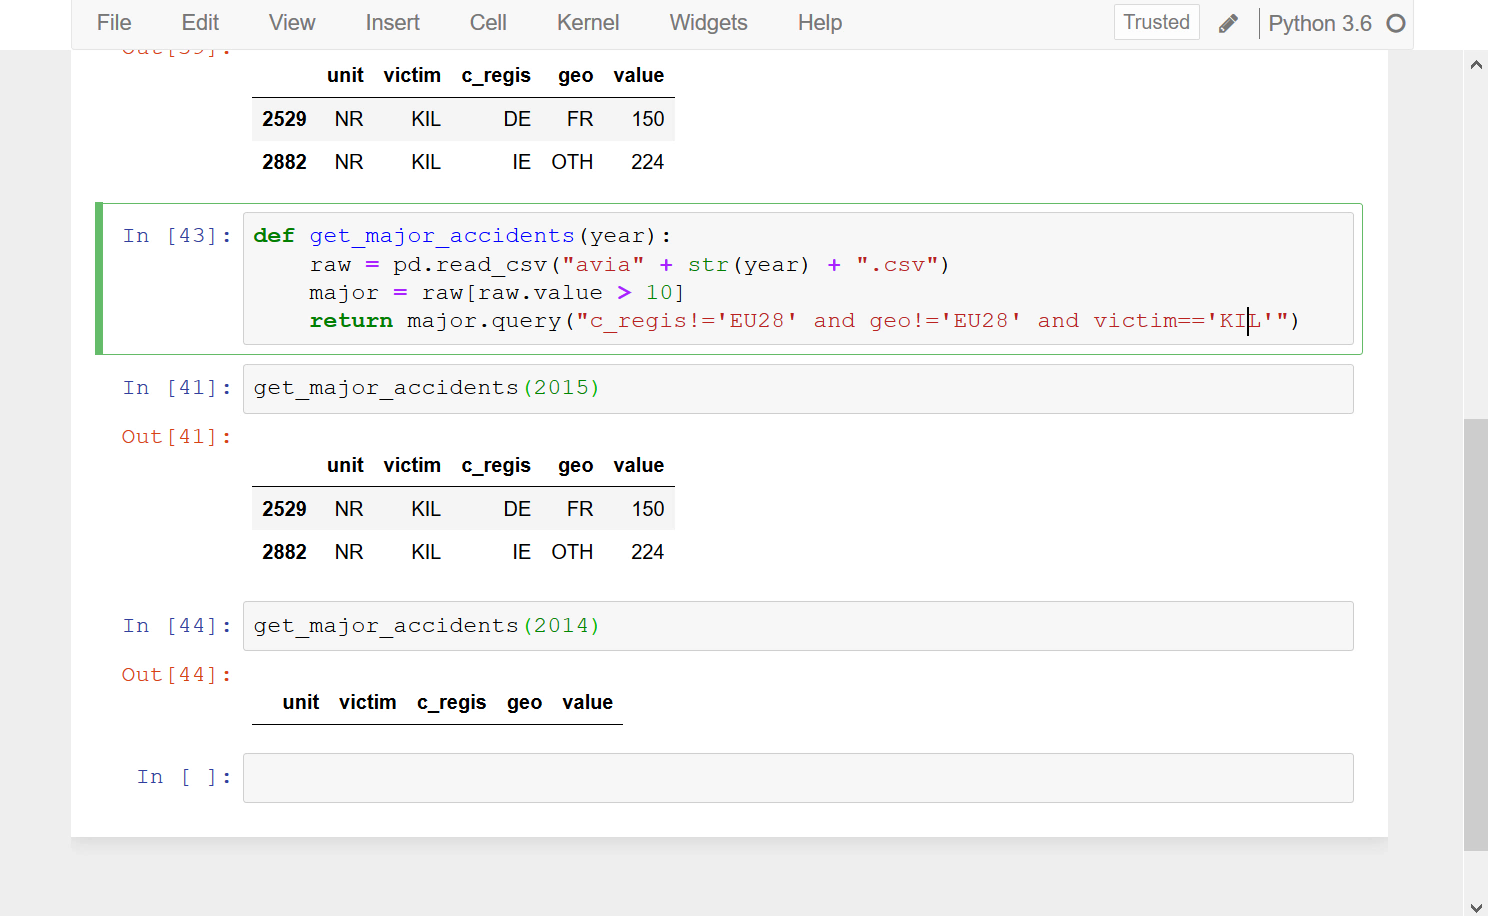 File Edit View Insert Cell Kernel Widgets Help Trusted Python 3.6
Out[39]:
unit victim c_regis geo value
2529 NR KIL DE FR 150
2882 NR KIL IE OTH 224
In [43]: def get_major_accidents(year):
raw = pd.read_csv("avia" + str(year) + ".csv")
major = raw[raw.value > 10]
return major.query("c_regis!='EU28' and geo!='EU28' and victim=='KIL'")
In [41]: get_major_accidents(2015)
Out[41]:
unit victim c_regis geo value
2529 NR KIL DE FR 150
2882 NR KIL IE OTH 224
In [44]: get_major_accidents(2014)
Out[44]:
unit victim c_regis geo value
In [ ]: